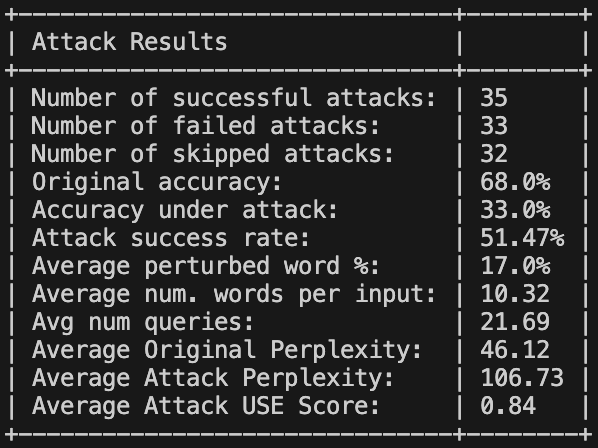 +-------------------------------+--------+
| Attack Results                |        |
+-------------------------------+--------+
| Number of successful attacks: | 35     |
| Number of failed attacks:     | 33     |
| Number of skipped attacks:    | 32     |
| Original accuracy:            | 68.0%  |
| Accuracy under attack:        | 33.0%  |
| Attack success rate:          | 51.47% |
| Average perturbed word %:     | 17.0%  |
| Average num. words per input: | 10.32  |
| Avg num queries:              | 21.69  |
| Average Original Perplexity:  | 46.12  |
| Average Attack Perplexity:    | 106.73 |
| Average Attack USE Score:     | 0.84   |
+-------------------------------+--------+